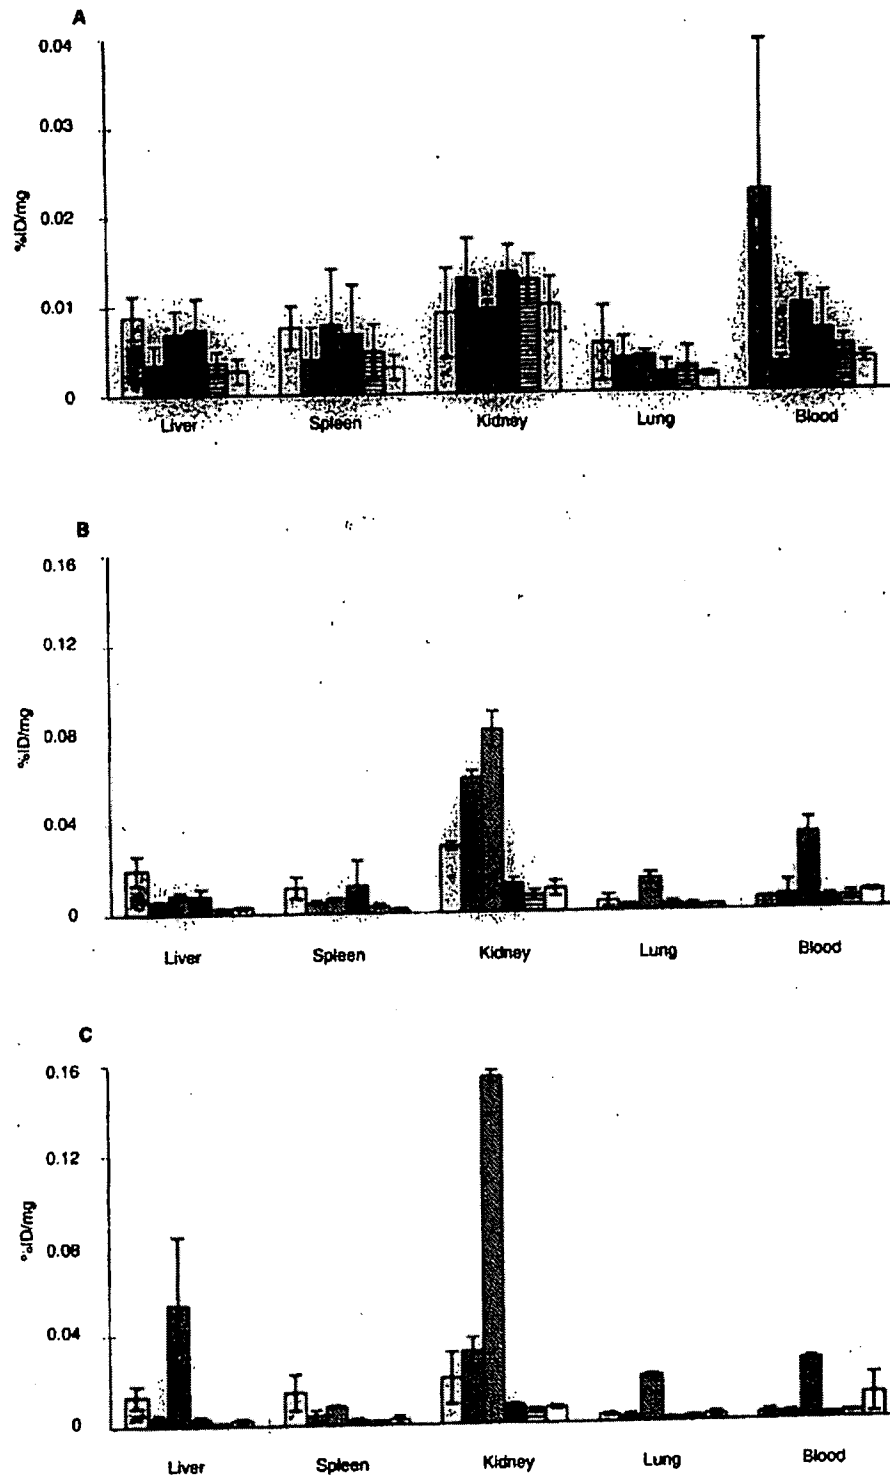 A
0.04
0.03
0.02
0.01
0
%ID/mg
Liver Spleen Kidney Lung Blood
B
0.16
0.12
0.08
0.04
0
%ID/mg
Liver Spleen Kidney Lung Blood
C
0.16
0.12
0.08
0.04
0
%ID/mg
Liver Spleen Kidney Lung Blood